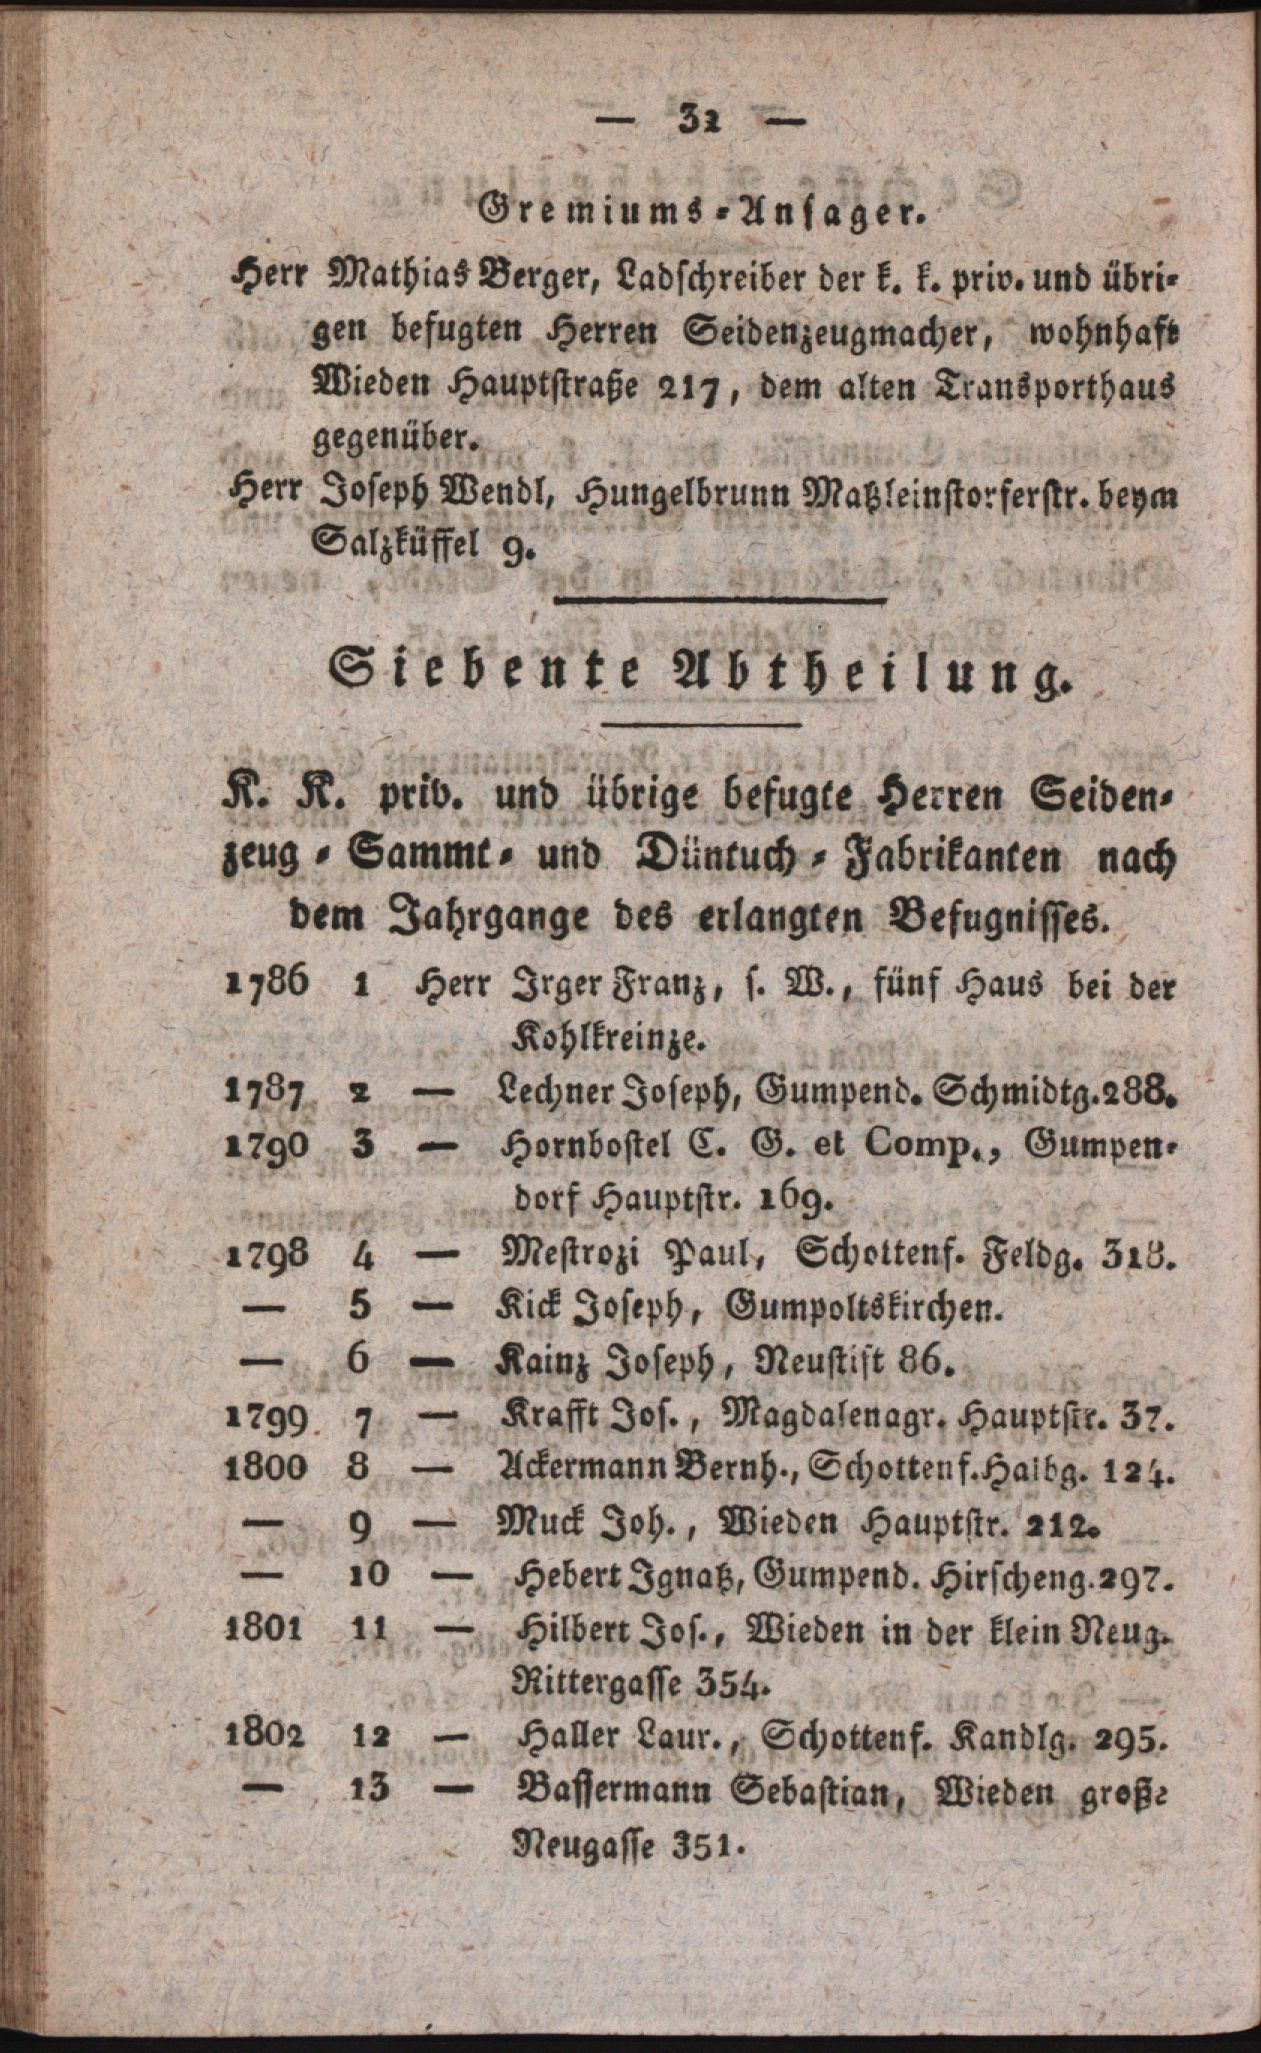 — 32 —
Gremiums-Ansager.
Herr Mathias Berger, Ladschreiber der k. k. priv. und übri-
gen befugten Herren Seidenzeugmacher, wohnhaft
Wieden Hauptstraße 217, dem alten Transporthaus
gegenüber.
Herr Joseph Wendl, Hungelbrunn Matzleinstorferstr. beym
Salzküffel 9.
Siebente Abtheilung.
K. K. priv. und übrige befugte Herren Seiden-
zeug-Sammt- und Düntuch-Fabrikanten nach
dem Jahrgange des erlangten Befugnisses.
1786 1 Herr Irger Franz, s. W., fünf Haus bei der
Kohlkreinze.
1787 2 — Lechner Joseph, Gumpend. Schmidtg. 288.
1790 3 — Hornbostel C. G. et Comp., Gumpen-
dorf Hauptstr. 169.
1798 4 — Mestrozi Paul, Schottenf. Feldg. 318.
— 5 — Kick Joseph, Gumpoltskirchen.
— 6 — Kainz Joseph, Neustift 86.
1799 7 — Krafft Jos., Magdalenagr. Hauptstr. 37.
1800 8 — Ackermann Bernh., Schottenf. Halbg. 124.
— 9 — Muck Joh., Wieden Hauptstr. 212.
— 10 — Hebert Ignatz, Gumpend. Hirscheng. 297.
1801 11 — Hilbert Jos., Wieden in der klein Neug.
Rittergasse 354.
1802 12 — Haller Laur., Schottenf. Kandlg. 295.
— 13 — Bassermann Sebastian, Wieden große
Neugasse 351.